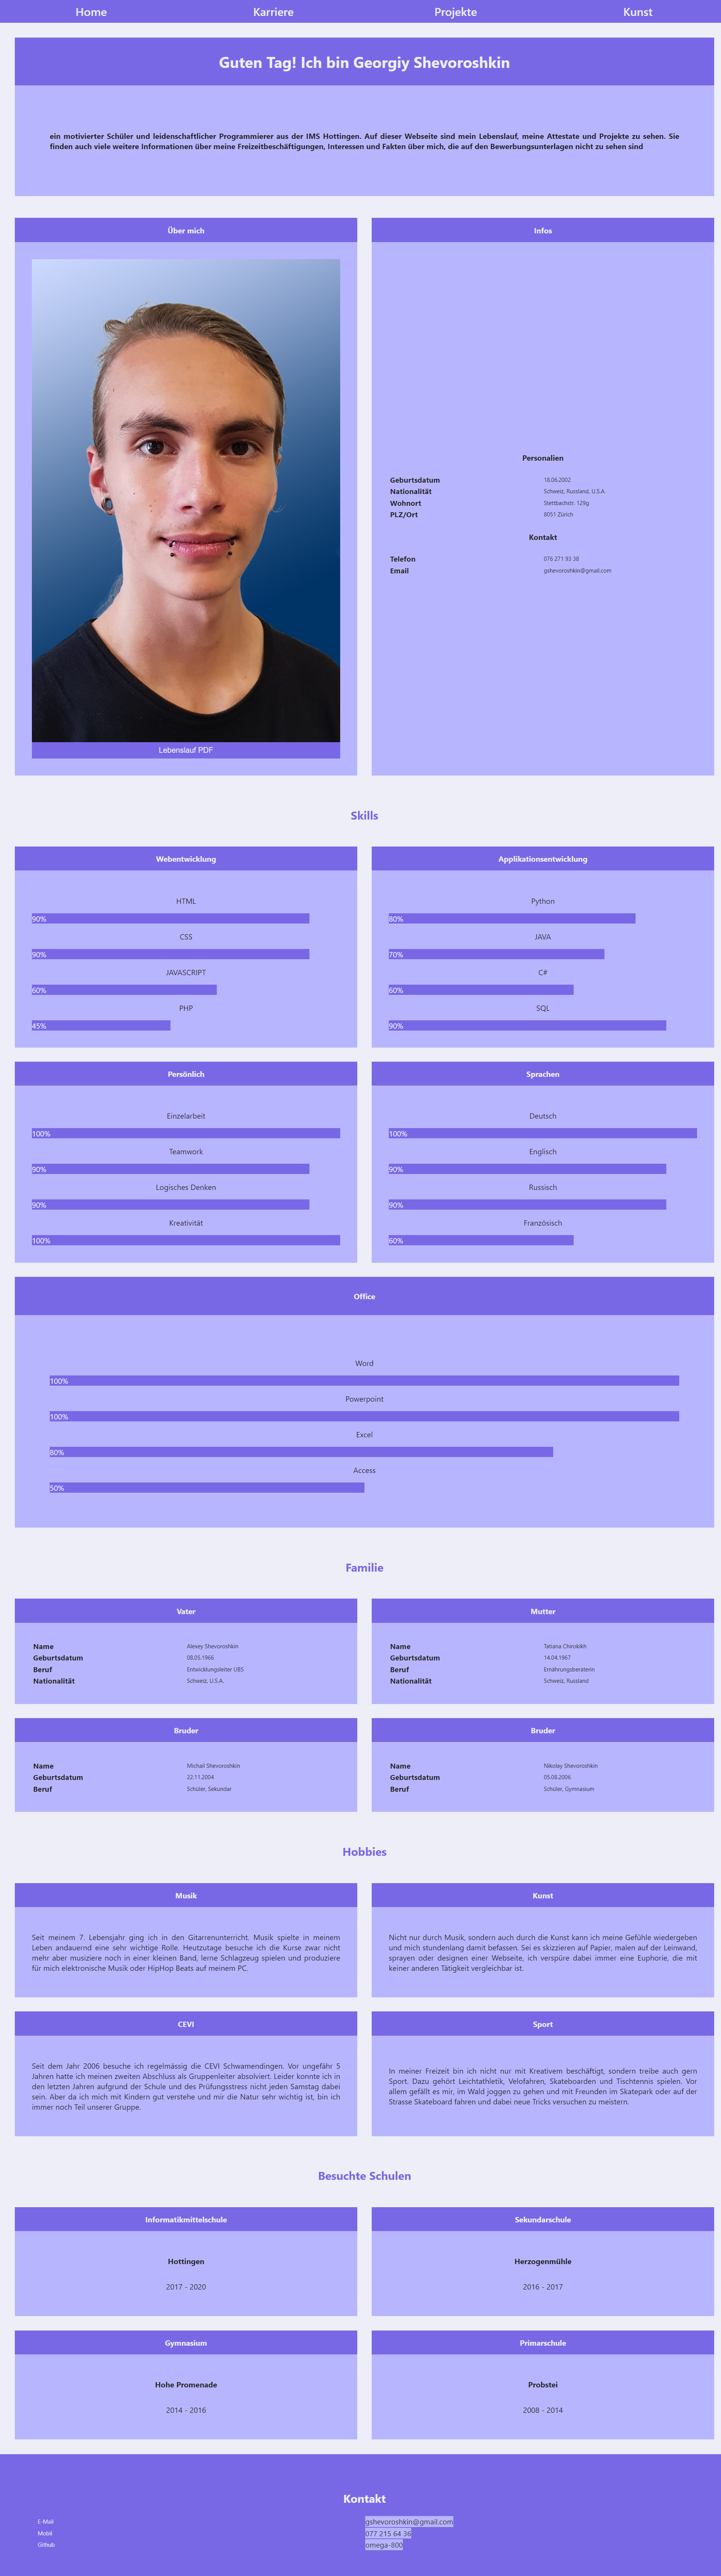 Home Karriere Projekte Kunst
Guten Tag! Ich bin Georgiy Shevoroshkin
ein motivierter Schüler und leidenschaftlicher Programmierer aus der IMS Hottingen. Auf dieser Webseite sind mein Lebenslauf, meine Attestate und Projekte zu sehen. Sie
finden auch viele weitere Informationen über meine Freizeitbeschäftigungen, Interessen und Fakten über mich, die auf den Bewerbungsunterlagen nicht zu sehen sind
Über mich
Lebenslauf PDF
Infos
Personalien
Geburtsdatum 18.06.2002
Nationalität Schweiz, Russland, U.S.A.
Wohnort Stettbachstr. 129g
PLZ/Ort 8051 Zürich
Kontakt
Telefon 076 271 93 38
Email gshevoroshkin@gmail.com
Skills
Webentwicklung
HTML
90%
CSS
90%
JAVASCRIPT
60%
PHP
45%
Applikationsentwicklung
Python
80%
JAVA
70%
C#
60%
SQL
90%
Persönlich
Einzelarbeit
100%
Teamwork
90%
Logisches Denken
90%
Kreativität
100%
Sprachen
Deutsch
100%
Englisch
90%
Russisch
90%
Französisch
60%
Office
Word
100%
Powerpoint
100%
Excel
80%
Access
50%
Familie
Vater
Name Alexey Shevoroshkin
Geburtsdatum 08.05.1966
Beruf Entwicklungsleiter UBS
Nationalität Schweiz, U.S.A.
Mutter
Name Tatiana Chirokikh
Geburtsdatum 14.04.1967
Beruf Ernährungsberaterin
Nationalität Schweiz, Russland
Bruder
Name Michail Shevoroshkin
Geburtsdatum 22.11.2004
Beruf Schüler, Sekundar
Bruder
Name Nikolay Shevoroshkin
Geburtsdatum 05.08.2006
Beruf Schüler, Gymnasium
Hobbies
Musik
Seit meinem 7. Lebensjahr ging ich in den Gitarrenunterricht. Musik spielte in meinem
Leben andauernd eine sehr wichtige Rolle. Heutzutage besuche ich die Kurse zwar nicht
mehr aber musiziere noch in einer kleinen Band, lerne Schlagzeug spielen und produziere
für mich elektronische Musik oder HipHop Beats auf meinem PC.
Kunst
Nicht nur durch Musik, sondern auch durch die Kunst kann ich meine Gefühle wiedergeben
und mich stundenlang damit befassen. Sei es skizzieren auf Papier, malen auf der Leinwand,
sprayen oder designen einer Webseite, ich verspüre dabei immer eine Euphorie, die mit
keiner anderen Tätigkeit vergleichbar ist.
CEVI
Seit dem Jahr 2006 besuche ich regelmässig die CEVI Schwamendingen. Vor ungefähr 5
Jahren hatte ich meinen zweiten Abschluss als Gruppenleiter absolviert. Leider konnte ich in
den letzten Jahren aufgrund der Schule und des Prüfungsstress nicht jeden Samstag dabei
sein. Aber da ich mich mit Kindern gut verstehe und mir die Natur sehr wichtig ist, bin ich
immer noch Teil unserer Gruppe.
Sport
In meiner Freizeit bin ich nicht nur mit Kreativem beschäftigt, sondern treibe auch gern
Sport. Dazu gehört Leichtathletik, Velofahren, Skateboarden und Tischtennis spielen. Vor
allem gefällt es mir, im Wald joggen zu gehen und mit Freunden im Skatepark oder auf der
Strasse Skateboard fahren und dabei neue Tricks versuchen zu meistern.
Besuchte Schulen
Informatikmittelschule
Hottingen
2017 - 2020
Sekundarschule
Herzogenmühle
2016 - 2017
Gymnasium
Hohe Promenade
2014 - 2016
Primarschule
Probstei
2008 - 2014
Kontakt
E-Mail gshevoroshkin@gmail.com
Mobil 077 215 64 36
Github omega-800